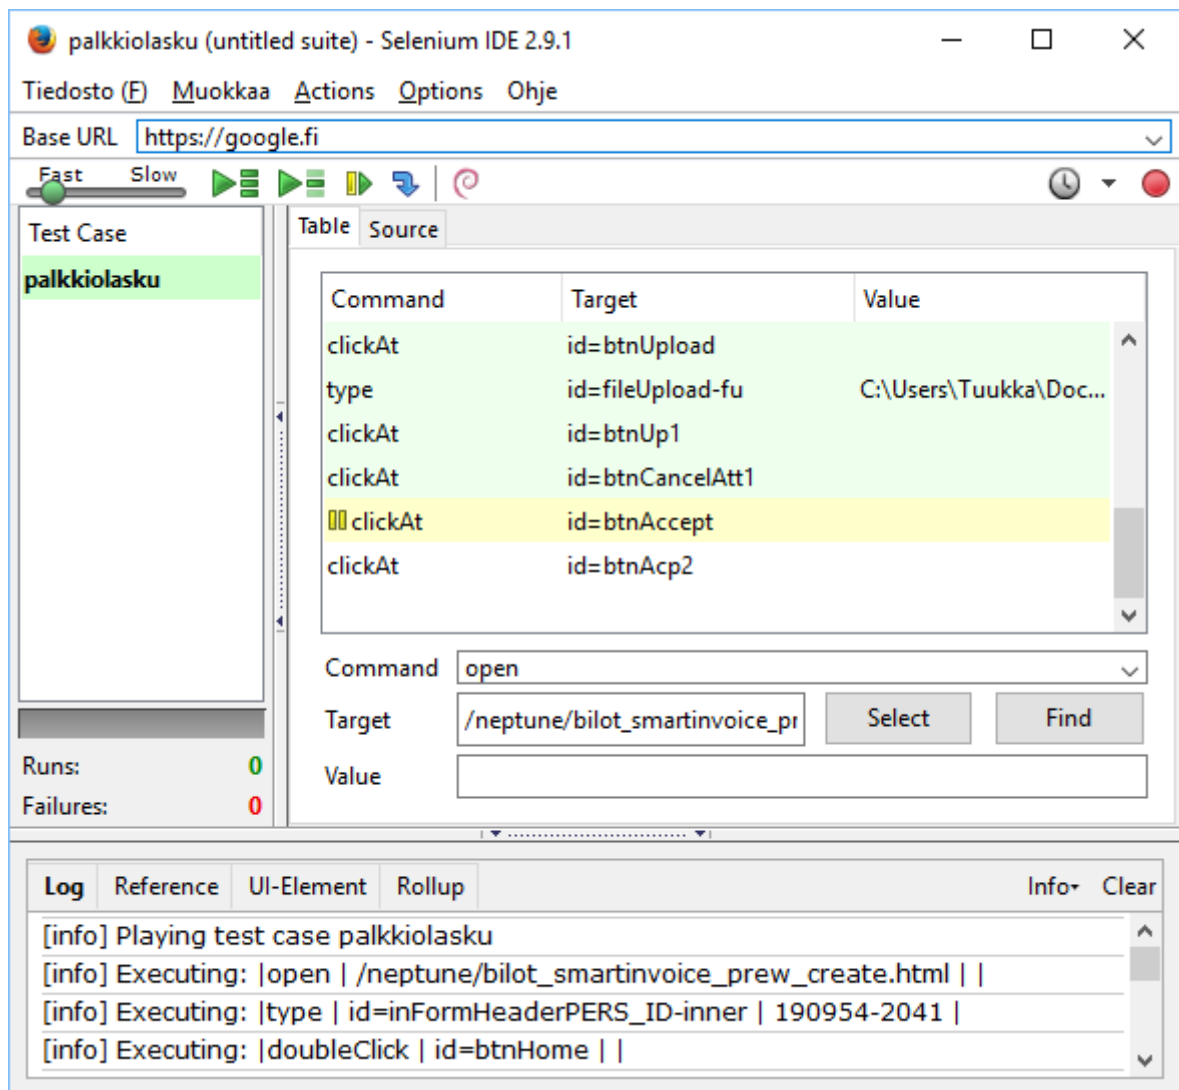 palkkiolasku (untitled suite) - Selenium IDE 2.9.1
Tiedosto (F) Muokkaa Actions Options Ohje
Base URL https://google.fi
Fast Slow
Test Case
palkkiolasku
Runs: 0
Failures: 0
Table Source
Command Target Value
clickAt id=btnUpload
type id=fileUpload-fu C:\Users\Tuukka\Doc...
clickAt id=btnUp1
clickAt id=btnCancelAtt1
clickAt id=btnAccept
clickAt id=btnAcp2
Command open
Target /neptune/bilot_smartinvoice_pr Select Find
Value
Log Reference UI-Element Rollup Info Clear
[info] Playing test case palkkiolasku
[info] Executing: |open | /neptune/bilot_smartinvoice_prew_create.html | |
[info] Executing: |type | id=inFormHeaderPERS_ID-inner | 190954-2041 |
[info] Executing: |doubleClick | id=btnHome | |